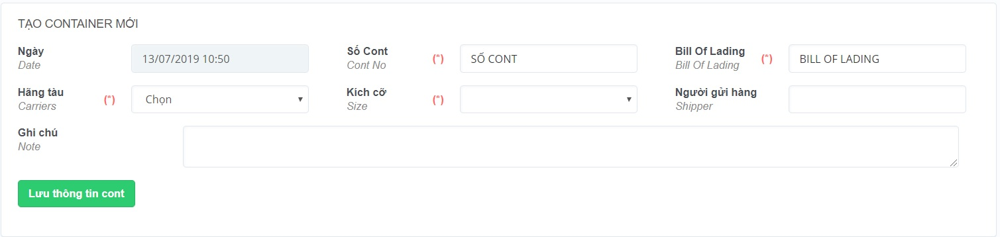 TẠO CONTAINER MỚI
Ngày
Date
13/07/2019 10:50
Số Cont
Cont No
(*)
SỐ CONT
Bill Of Lading
Bill Of Lading
(*)
BILL OF LADING
Hãng tàu
Carriers
(*)
Chọn
Kích cỡ
Size
(*)
Người gửi hàng
Shipper
Ghi chú
Note
Lưu thông tin cont